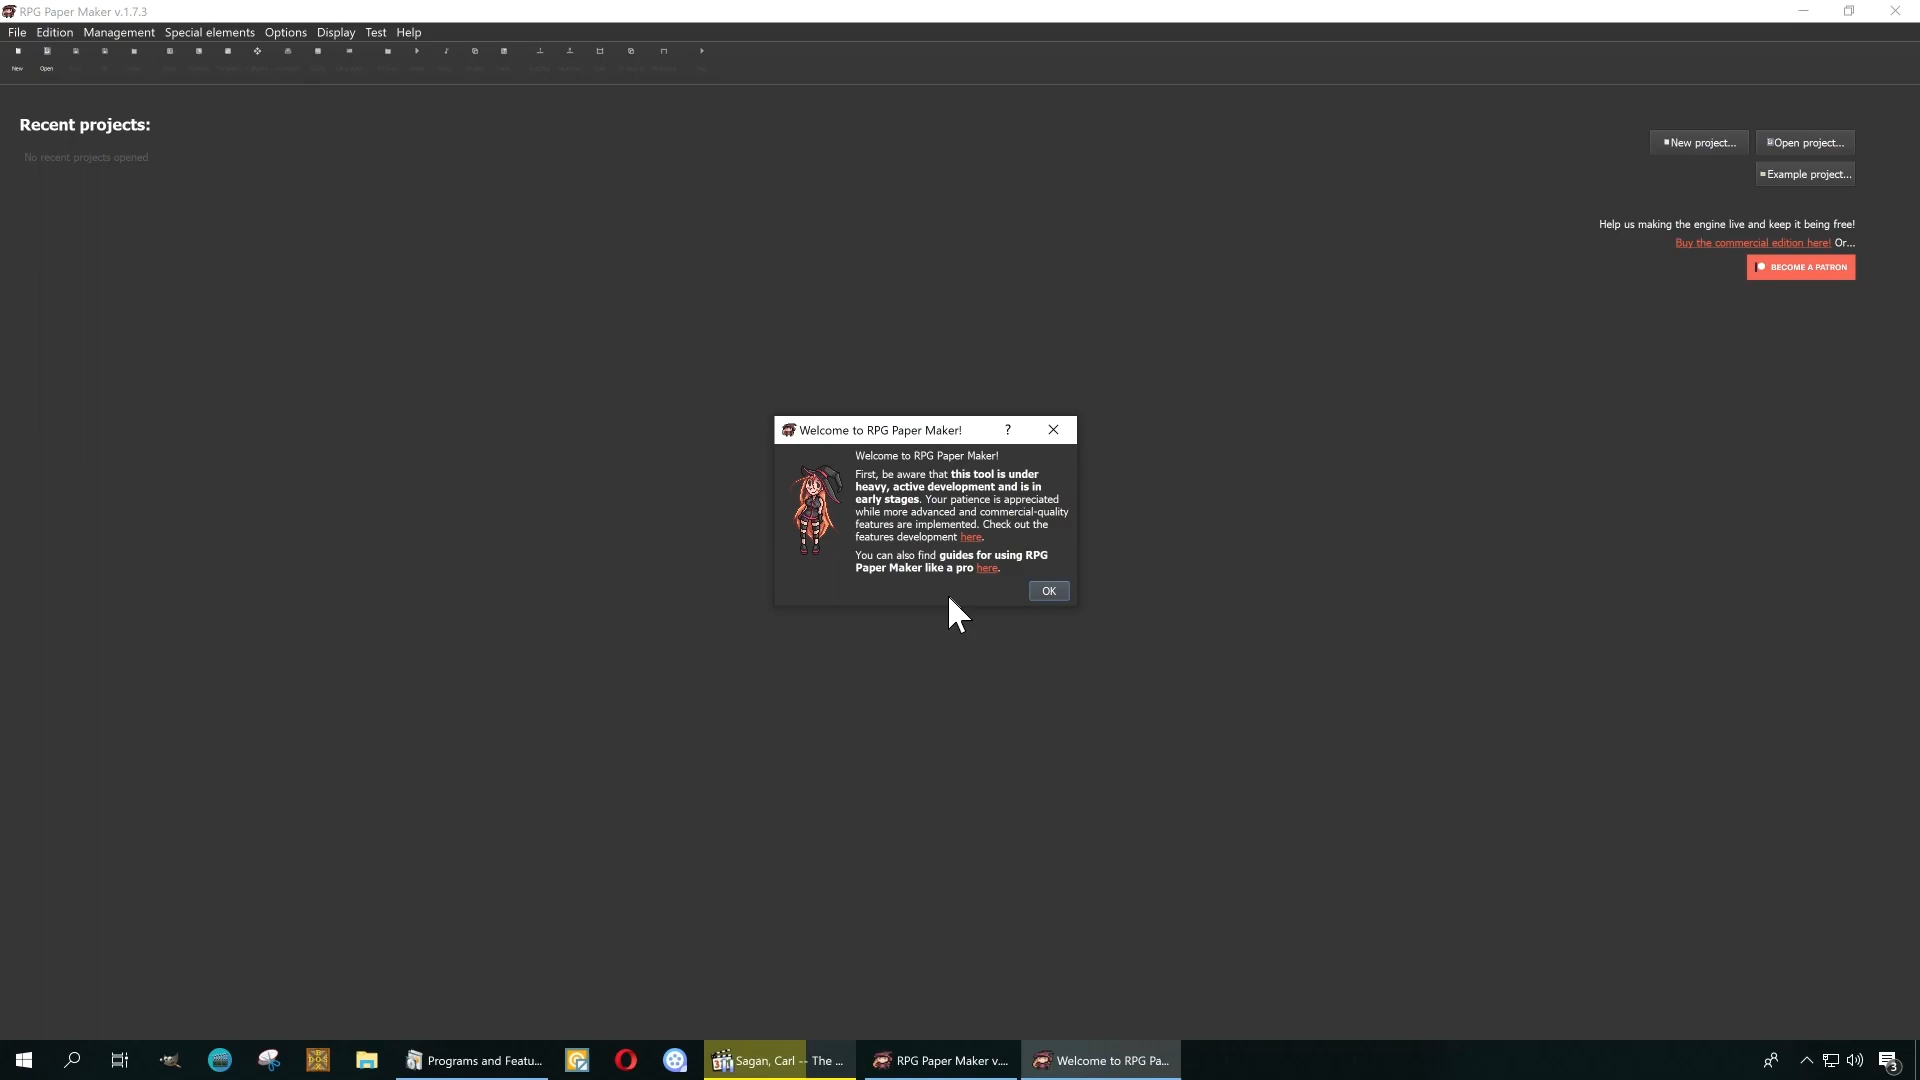 RPG Paper Maker v.1.7.3
File Edition Management Special elements Options Display Test Help
New Open
Recent projects:
No recent projects opened
New project... Open project...
Example project...
Help us making the engine live and keep it being free!
Buy the commercial edition here! Or...
BECOME A PATRON
Welcome to RPG Paper Maker! ?
Welcome to RPG Paper Maker!
First, be aware that this tool is under
heavy, active development and is in
early stages. Your patience is appreciated
while more advanced and commercial-quality
features are implemented. Check out the
features development here.
You can also find guides for using RPG
Paper Maker like a pro here.
OK
Programs and Featu... Sagan, Carl -- The ... RPG Paper Maker v.... Welcome to RPG Pa... 3